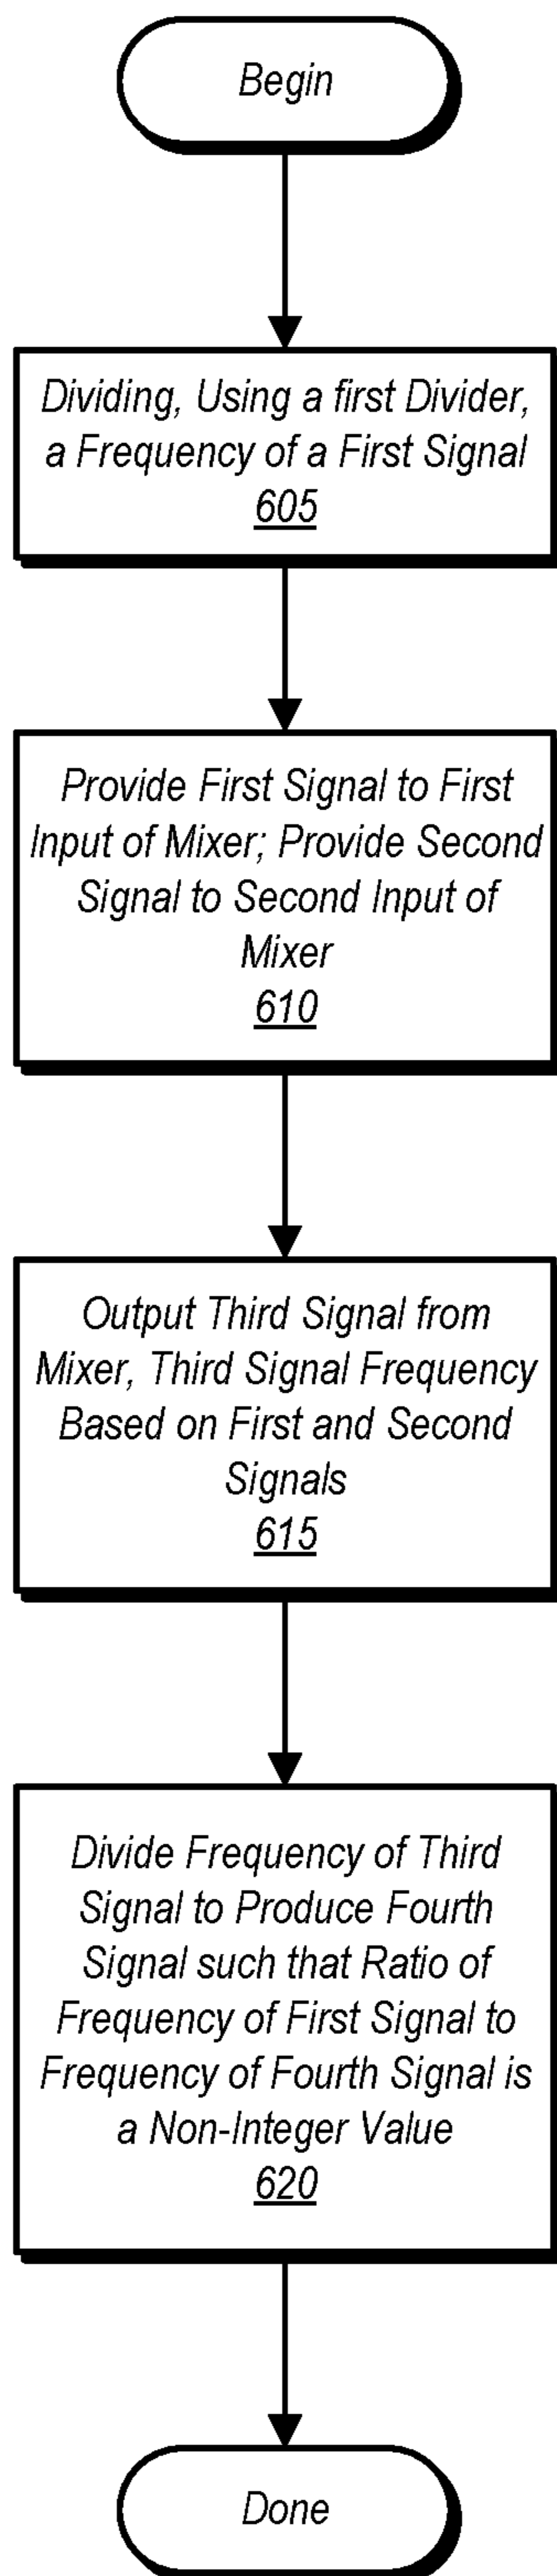 Begin
Dividing, Using a first Divider,
a Frequency of a First Signal
605
Provide First Signal to First
Input of Mixer; Provide Second
Signal to Second Input of
Mixer
610
Output Third Signal from
Mixer, Third Signal Frequency
Based on First and Second
Signals
615
Divide Frequency of Third
Signal to Produce Fourth
Signal such that Ratio of
Frequency of First Signal to
Frequency of Fourth Signal is
a Non-Integer Value
620
Done